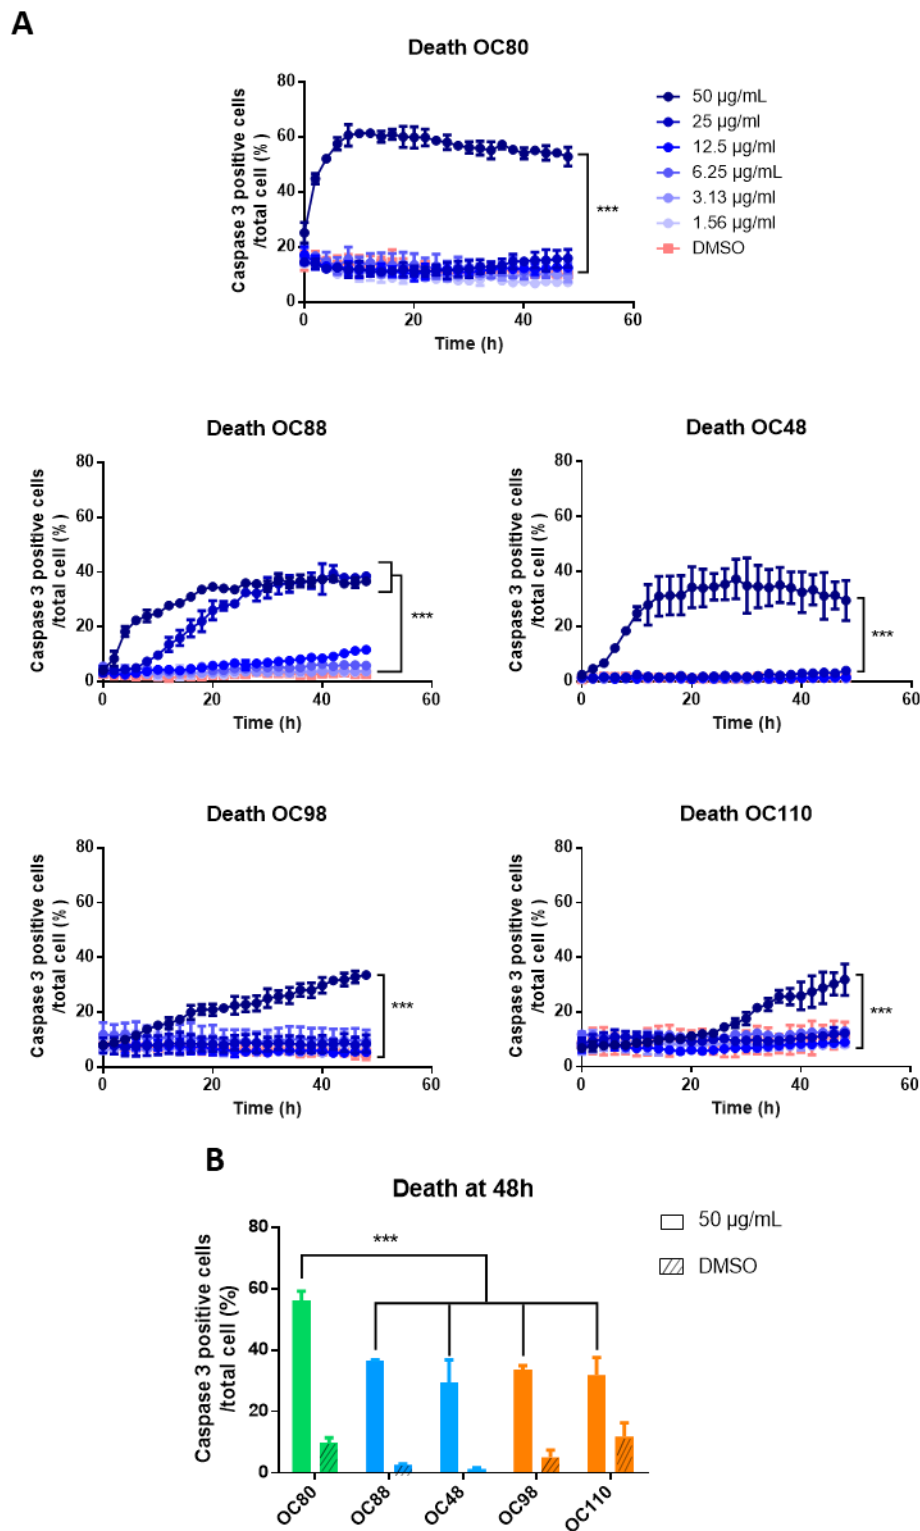 A
Death OC80
Caspase 3 positive cells
/total cell (%)
80
60
40
20
0
0 20 40 60
Time (h)
***
50 µg/mL
25 µg/ml
12.5 µg/ml
6.25 µg/mL
3.13 µg/ml
1.56 µg/ml
DMSO
Death OC88
Caspase 3 positive cells
/total cell (%)
80
60
40
20
0
0 20 40 60
Time (h)
***
Death OC48
Caspase 3 positive cells
/total cell (%)
80
60
40
20
0
0 20 40 60
Time (h)
***
Death OC98
Caspase 3 positive cells
/total cell (%)
80
60
40
20
0
0 20 40 60
Time (h)
***
Death OC110
Caspase 3 positive cells
/total cell (%)
80
60
40
20
0
0 20 40 60
Time (h)
***
B
Death at 48h
Caspase 3 positive cells
/total cell (%)
80
60
40
20
0
***
50 µg/mL
DMSO
OC80
OC88
OC48
OC98
OC110